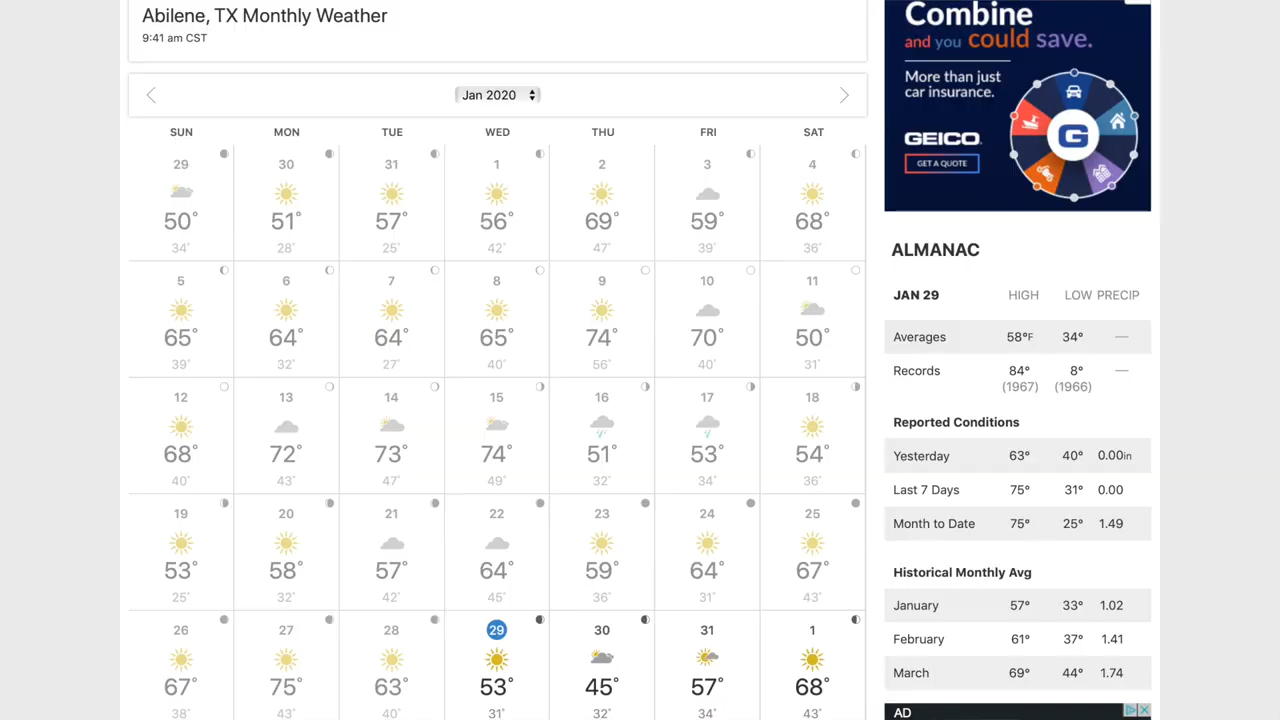 Abilene, TX Monthly Weather
9:41 am CST
Jan 2020
SUN MON TUE WED THU FRI SAT
29 30 31 1 2 3 4
50° 51° 57° 56° 69° 59° 68°
34° 28° 25° 42° 47° 39° 36°
5 6 7 8 9 10 11
65° 64° 64° 65° 74° 70° 50°
39° 32° 27° 40° 56° 40° 31°
12 13 14 15 16 17 18
68° 72° 73° 74° 51° 53° 54°
40° 43° 47° 49° 32° 34° 36°
19 20 21 22 23 24 25
53° 58° 57° 64° 59° 64° 67°
25° 32° 42° 45° 36° 31° 43°
26 27 28 29 30 31 1
67° 75° 63° 53° 45° 57° 68°
38° 43° 40° 31° 32° 34° 43°
Combine
and you could save.
More than just
car insurance.
GEICO.
GET A QUOTE
G
ALMANAC
JAN 29 HIGH LOW PRECIP
Averages 58°F 34° —
Records 84° 8° —
(1967) (1966)
Reported Conditions
Yesterday 63° 40° 0.00in
Last 7 Days 75° 31° 0.00
Month to Date 75° 25° 1.49
Historical Monthly Avg
January 57° 33° 1.02
February 61° 37° 1.41
March 69° 44° 1.74
AD